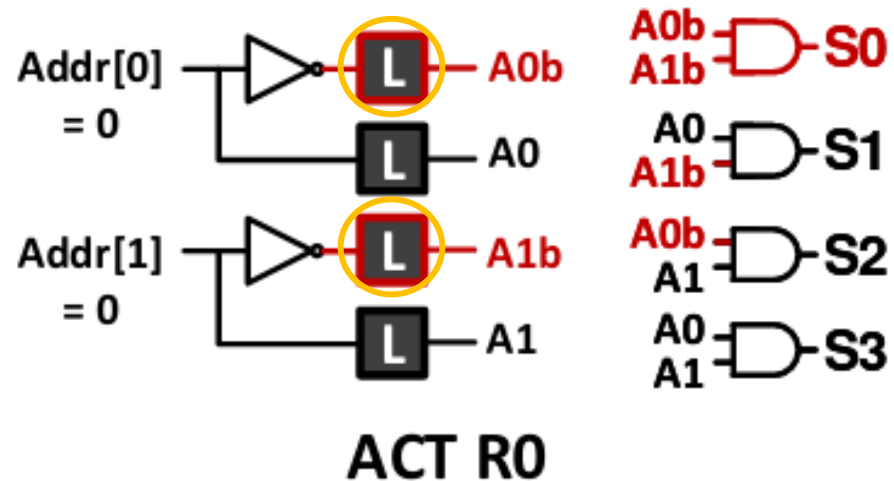 Addr[0]
= 0
L
A0b
L
A0
Addr[1]
= 0
L
A1b
L
A1
A0b
A1b
S0
A0
A1b
S1
A0b
A1
S2
A0
A1
S3
ACT R0